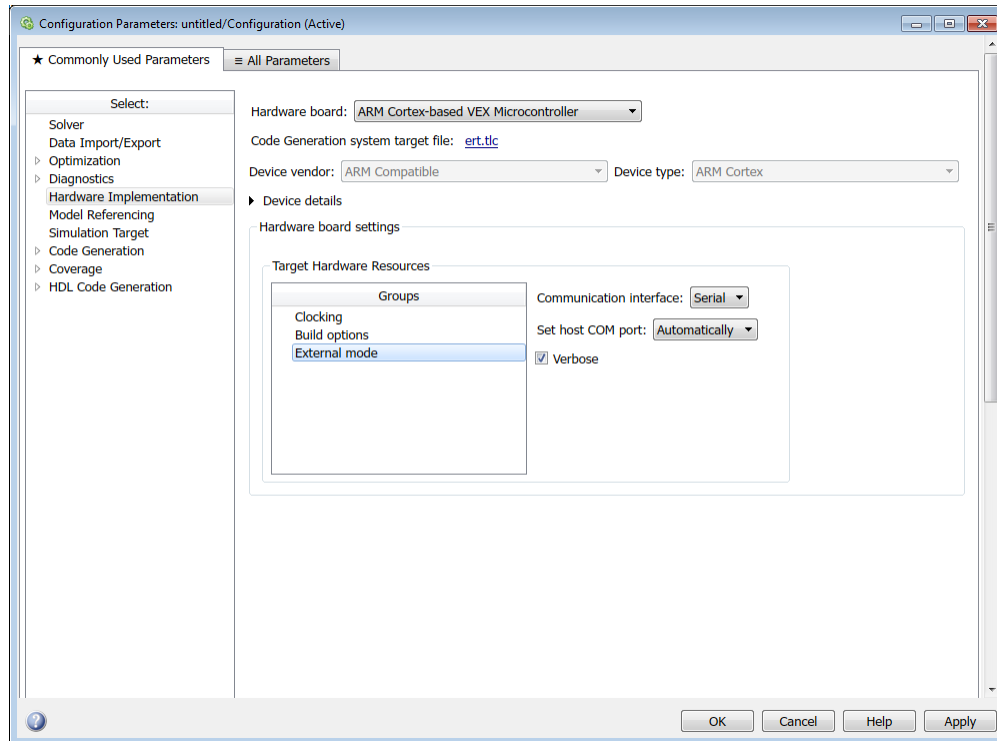 Configuration Parameters: untitled/Configuration (Active)
★ Commonly Used Parameters
≡ All Parameters
Select:
Solver
Data Import/Export
Optimization
Diagnostics
Hardware Implementation
Model Referencing
Simulation Target
Code Generation
Coverage
HDL Code Generation
Hardware board: ARM Cortex-based VEX Microcontroller
Code Generation system target file: ert.tlc
Device vendor: ARM Compatible Device type: ARM Cortex
Device details
Hardware board settings
Target Hardware Resources
Groups
Clocking
Build options
External mode
Communication interface: Serial
Set host COM port: Automatically
Verbose
OK Cancel Help Apply